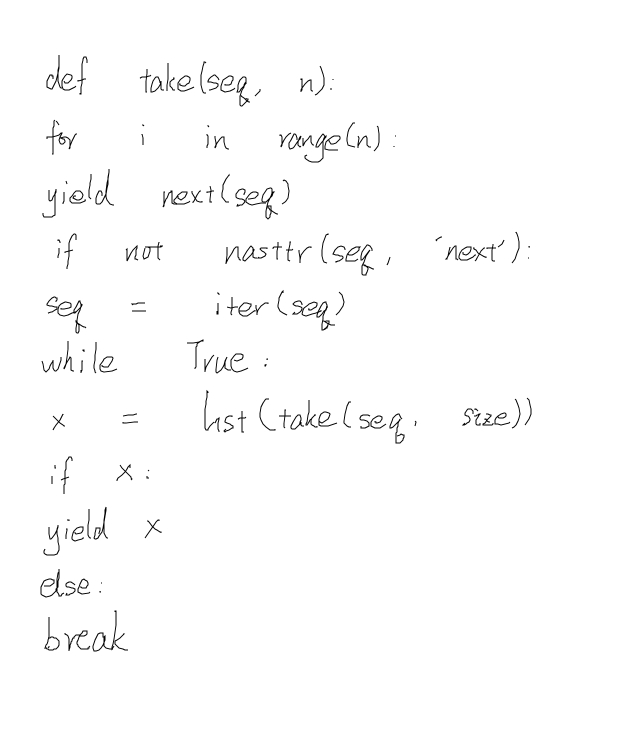 def take(seq, n):
for i in range(n):
yield next(seq)
if not hasttr(seq, 'next'):
seq = iter(seq)
while True:
x = list(take(seq, size))
if x:
yield x
else:
break